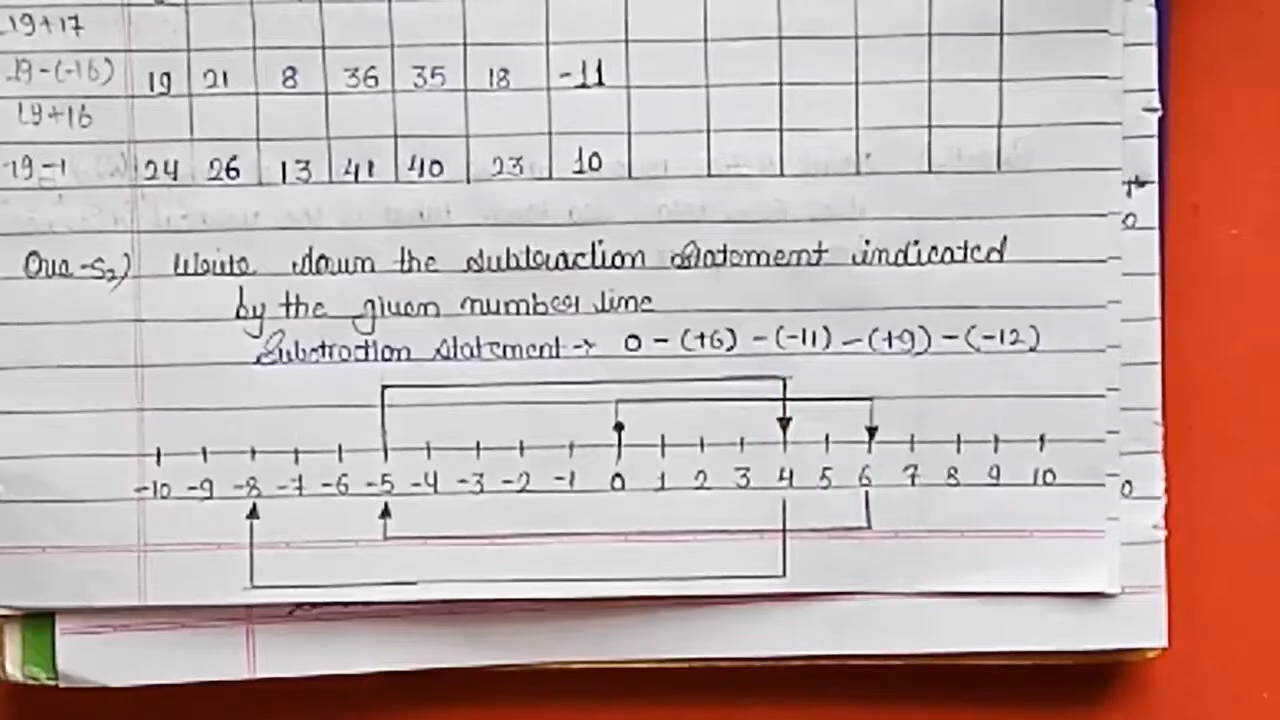 19+17
19-(-16) 19 21 8 36 35 18 -11
19+16
19-1 24 26 13 41 40 23 10
Que-S2) Write down the subtraction statement indicated
by the given number line
Substraction statement→ 0-(+6)-(-11)-(+9)-(-12)
-10 -9 -8 -7 -6 -5 -4 -3 -2 -1 0 1 2 3 4 5 6 7 8 9 10